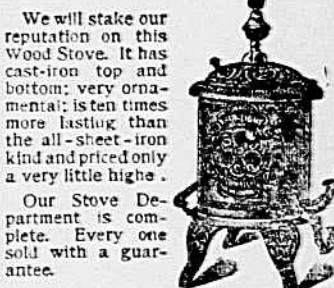 We will stake our
reputation on this
Wood Stove. It has
cast-iron top and
bottom; very orna-
mental; is ten times
more lasting than
the all-sheet-iron
kind and priced only
a very little highe .
Our Stove De-
partment is com-
plete. Every one
sold with a guar-
antee.